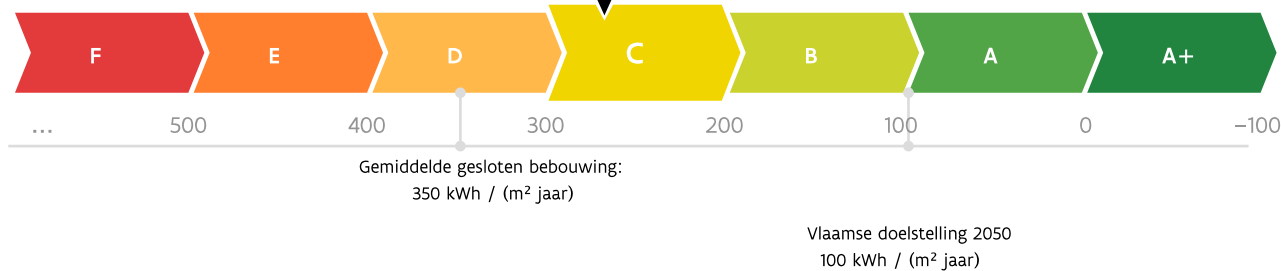 F E D C B A A+
... 500 400 300 200 100 0 –100
Gemiddelde gesloten bebouwing:
350 kWh / (m² jaar)
Vlaamse doelstelling 2050
100 kWh / (m² jaar)